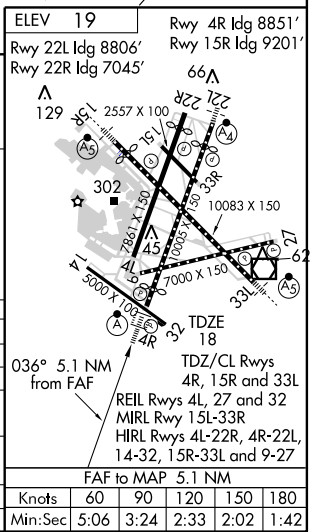 ELEV 19
Rwy 22L ldg 8806'
Rwy 22R ldg 7045'
Rwy 4R ldg 8851'
Rwy 15R ldg 9201'
129
66
15R
2557 X 100
15L
22R
22L
A5
A4
P
302
33R
P
10083 X 150
7861 X 150
45
10005 X 150
4L
9
7000 X 150
27
62
P
14
5000 X 100
32
A
4R
33L
A5
TDZE
18
036° 5.1 NM
from FAF
TDZ/CL Rwys
4R, 15R and 33L
REIL Rwys 4L, 27 and 32
MIRL Rwy 15L-33R
HIRL Rwys 4L-22R, 4R-22L,
14-32, 15R-33L and 9-27
FAF to MAP 5.1 NM
Knots 60 90 120 150 180
Min:Sec 5:06 3:24 2:33 2:02 1:42